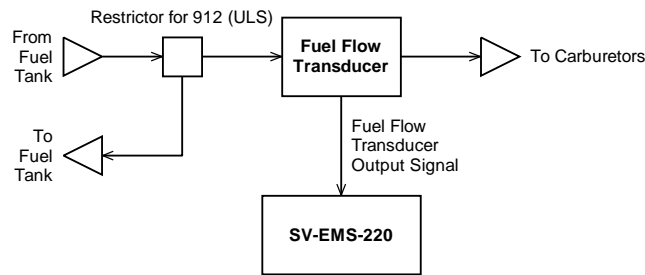 Restrictor for 912 (ULS)
From
Fuel
Tank
Fuel Flow
Transducer
To Carburetors
To
Fuel
Tank
Fuel Flow
Transducer
Output Signal
SV-EMS-220